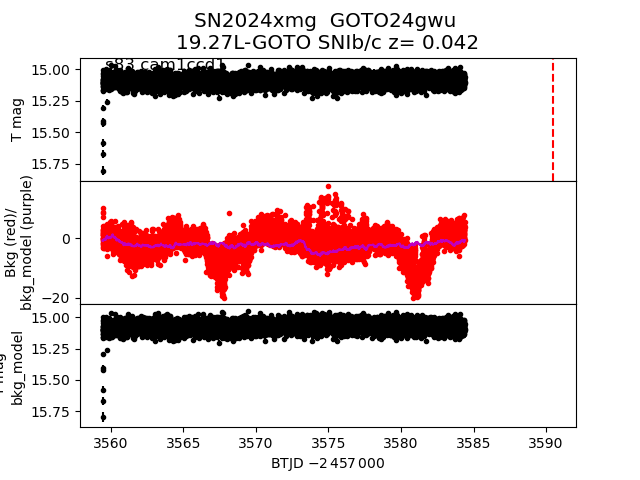 SN2024xmg GOTO24gwu
19.27L-GOTO SNIb/c z= 0.042
s83 cam1ccd1
15.00
15.25
15.50
15.75
T mag
0
−20
Bkg (red)/
bkg_model (purple)
15.00
15.25
15.50
15.75
mag
bkg_model
3560 3565 3570 3575 3580 3585 3590
BTJD −2 457 000